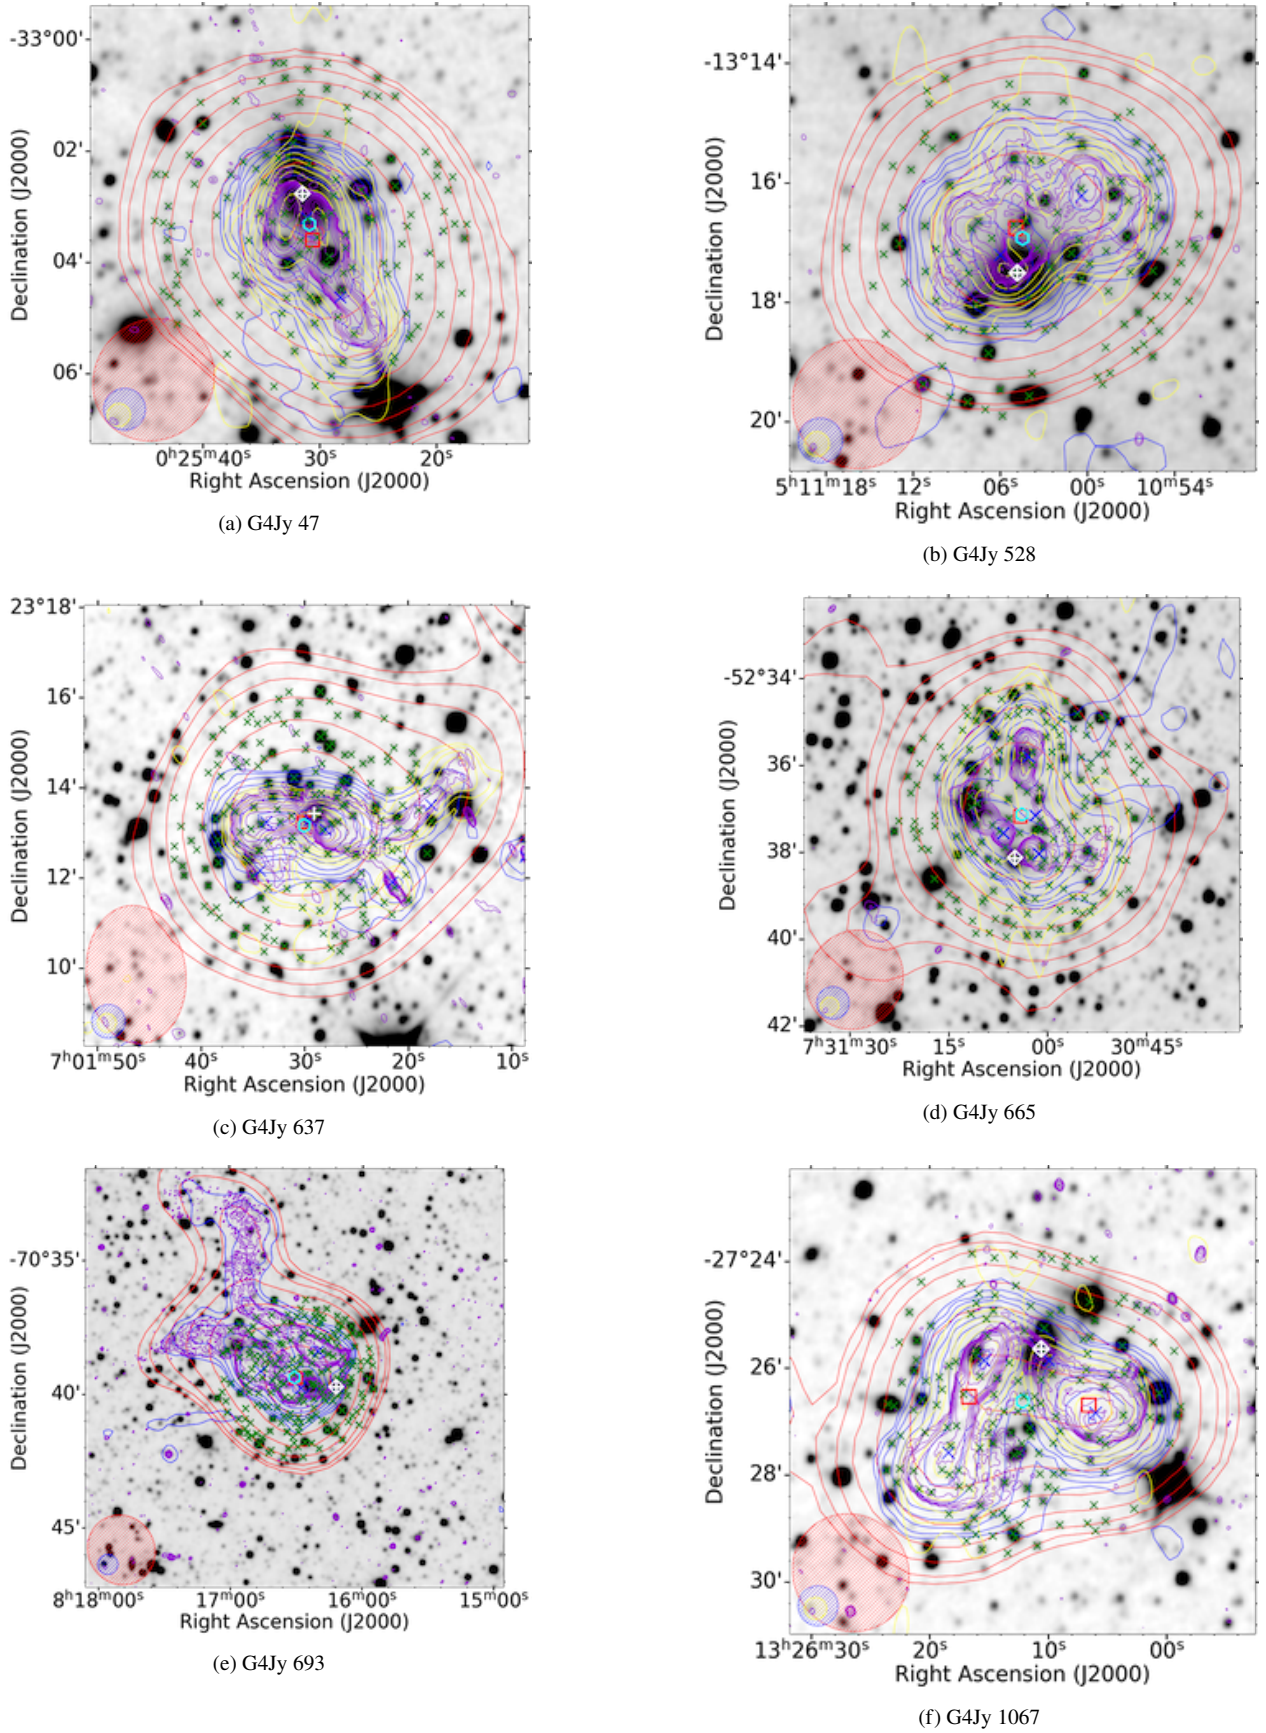 -33°00'
02'
04'
06'
Declination (J2000)
0ʰ25ᵐ40ˢ 30ˢ 20ˢ
Right Ascension (J2000)
(a) G4Jy 47
-13°14'
16'
18'
20'
Declination (J2000)
5ʰ11ᵐ18ˢ 12ˢ 06ˢ 00ˢ 10ᵐ54ˢ
Right Ascension (J2000)
(b) G4Jy 528
23°18'
16'
14'
12'
10'
Declination (J2000)
7ʰ01ᵐ50ˢ 40ˢ 30ˢ 20ˢ 10ˢ
Right Ascension (J2000)
(c) G4Jy 637
-52°34'
36'
38'
40'
42'
Declination (J2000)
7ʰ31ᵐ30ˢ 15ˢ 00ˢ 30ᵐ45ˢ
Right Ascension (J2000)
(d) G4Jy 665
-70°35'
40'
45'
Declination (J2000)
8ʰ18ᵐ00ˢ 17ᵐ00ˢ 16ᵐ00ˢ 15ᵐ00ˢ
Right Ascension (J2000)
(e) G4Jy 693
-27°24'
26'
28'
30'
Declination (J2000)
13ʰ26ᵐ30ˢ 20ˢ 10ˢ 00ˢ
Right Ascension (J2000)
(f) G4Jy 1067